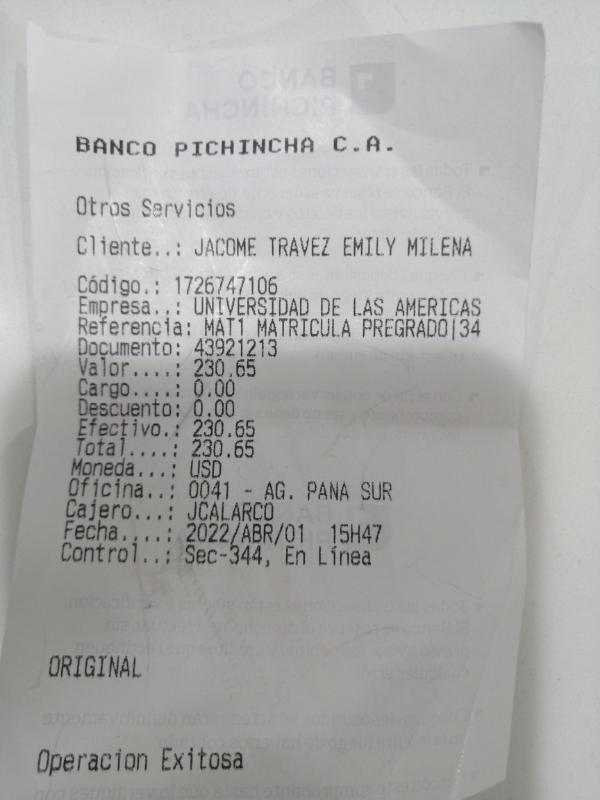 BANCO PICHINCHA C.A.
Otros Servicios
Cliente..: JACOME TRAVEZ EMILY MILENA
Código.: 1726747106
Empresa..: UNIVERSIDAD DE LAS AMERICAS
Referencia: MAT1 MATRICULA PREGRADO|34
Documento: 43921213
Valor....: 230.65
Cargo....: 0.00
Descuento: 0.00
Efectivo.: 230.65
Total....: 230.65
Moneda...: USD
Oficina..: 0041 - AG. PANA SUR
Cajero...: JCALARCO
Fecha....: 2022/ABR/01 15H47
Control..: Sec-344, En Línea
ORIGINAL
Operacion Exitosa